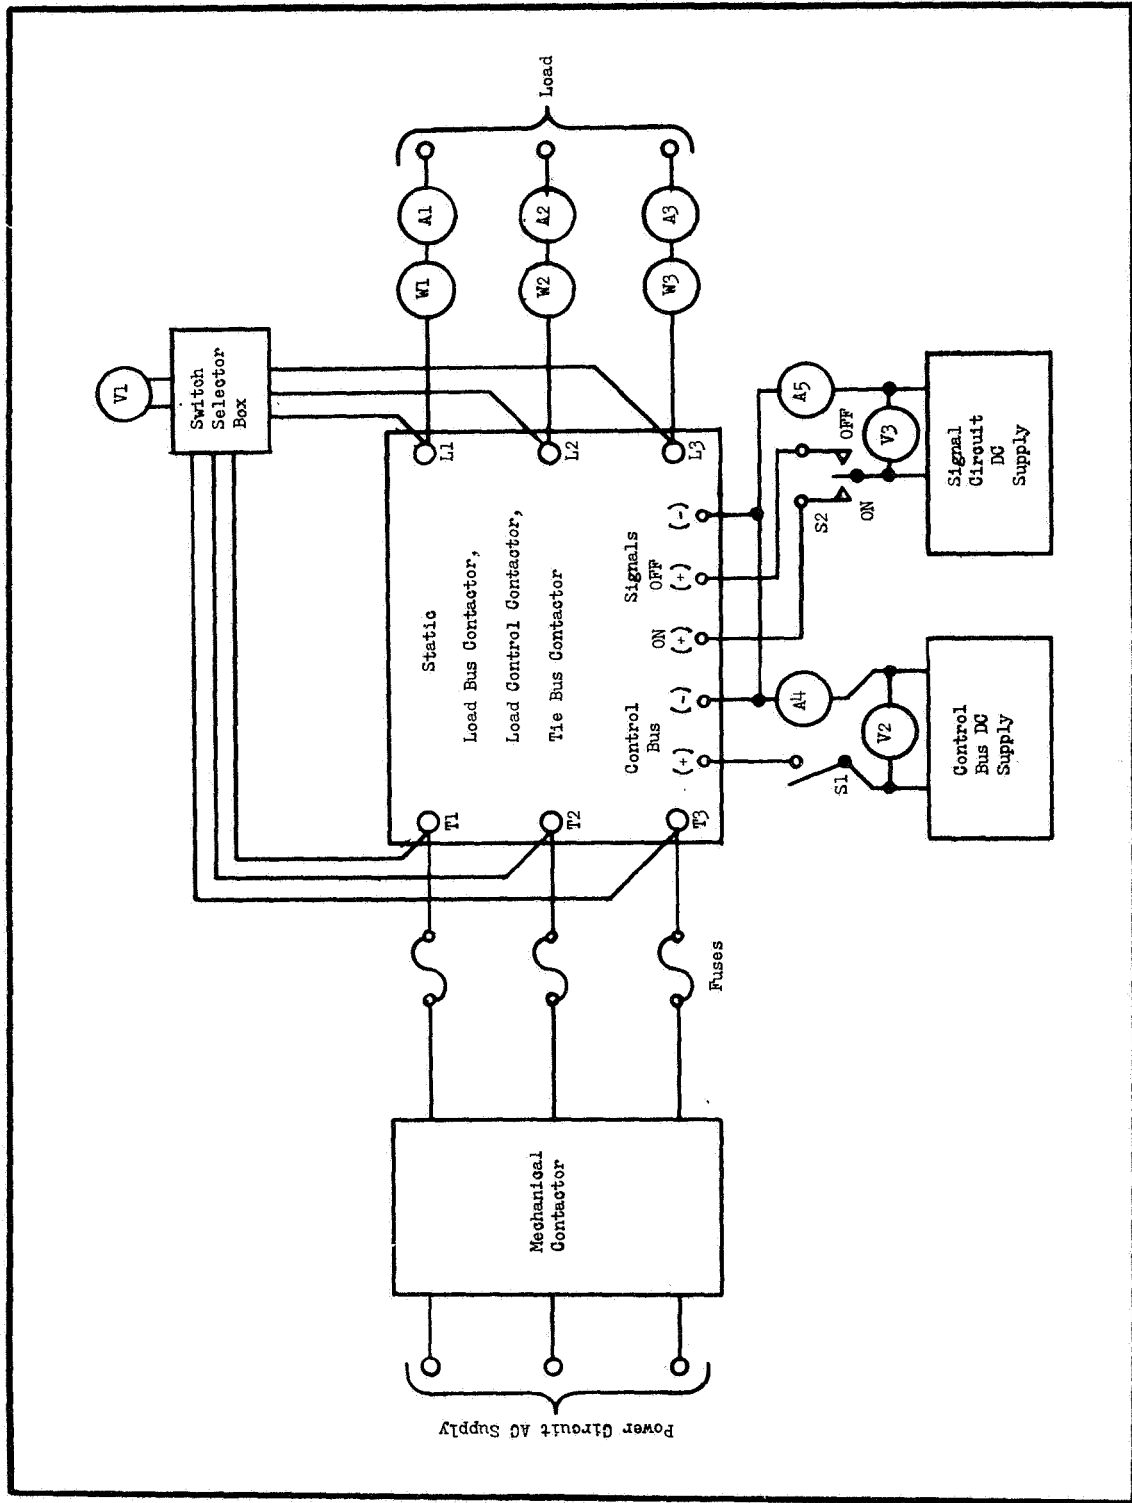 V1
Switch
Selector
Box
Load
A1
W1
A2
W2
A3
W3
L1
L2
L3
T1
T2
T3
Static
Load Bus Contactor,
Load Control Contactor,
Tie Bus Contactor
Control
Bus
(+)
(-)
Signals
ON
OFF
(+)
(+)
(-)
Fuses
Mechanical
Contactor
Power Circuit AC Supply
S1
A4
V2
Control
Bus DC
Supply
S2
ON
OFF
A5
V3
Signal
Circuit
DC
Supply